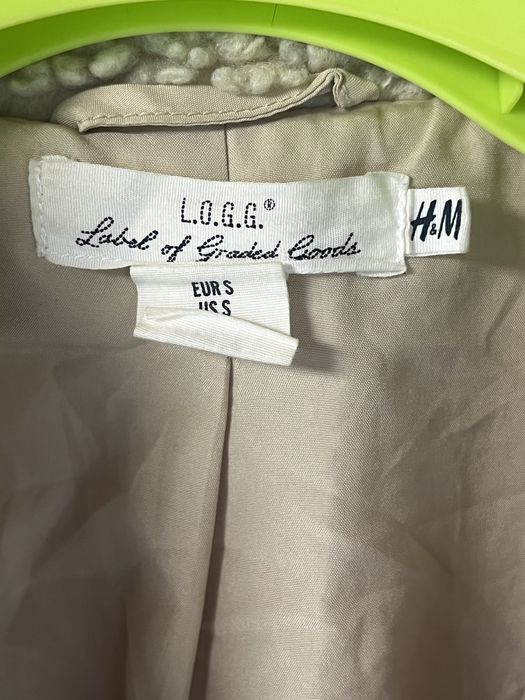 L.O.G.G.®
Label of Graded Goods
H&M
EUR S
US S